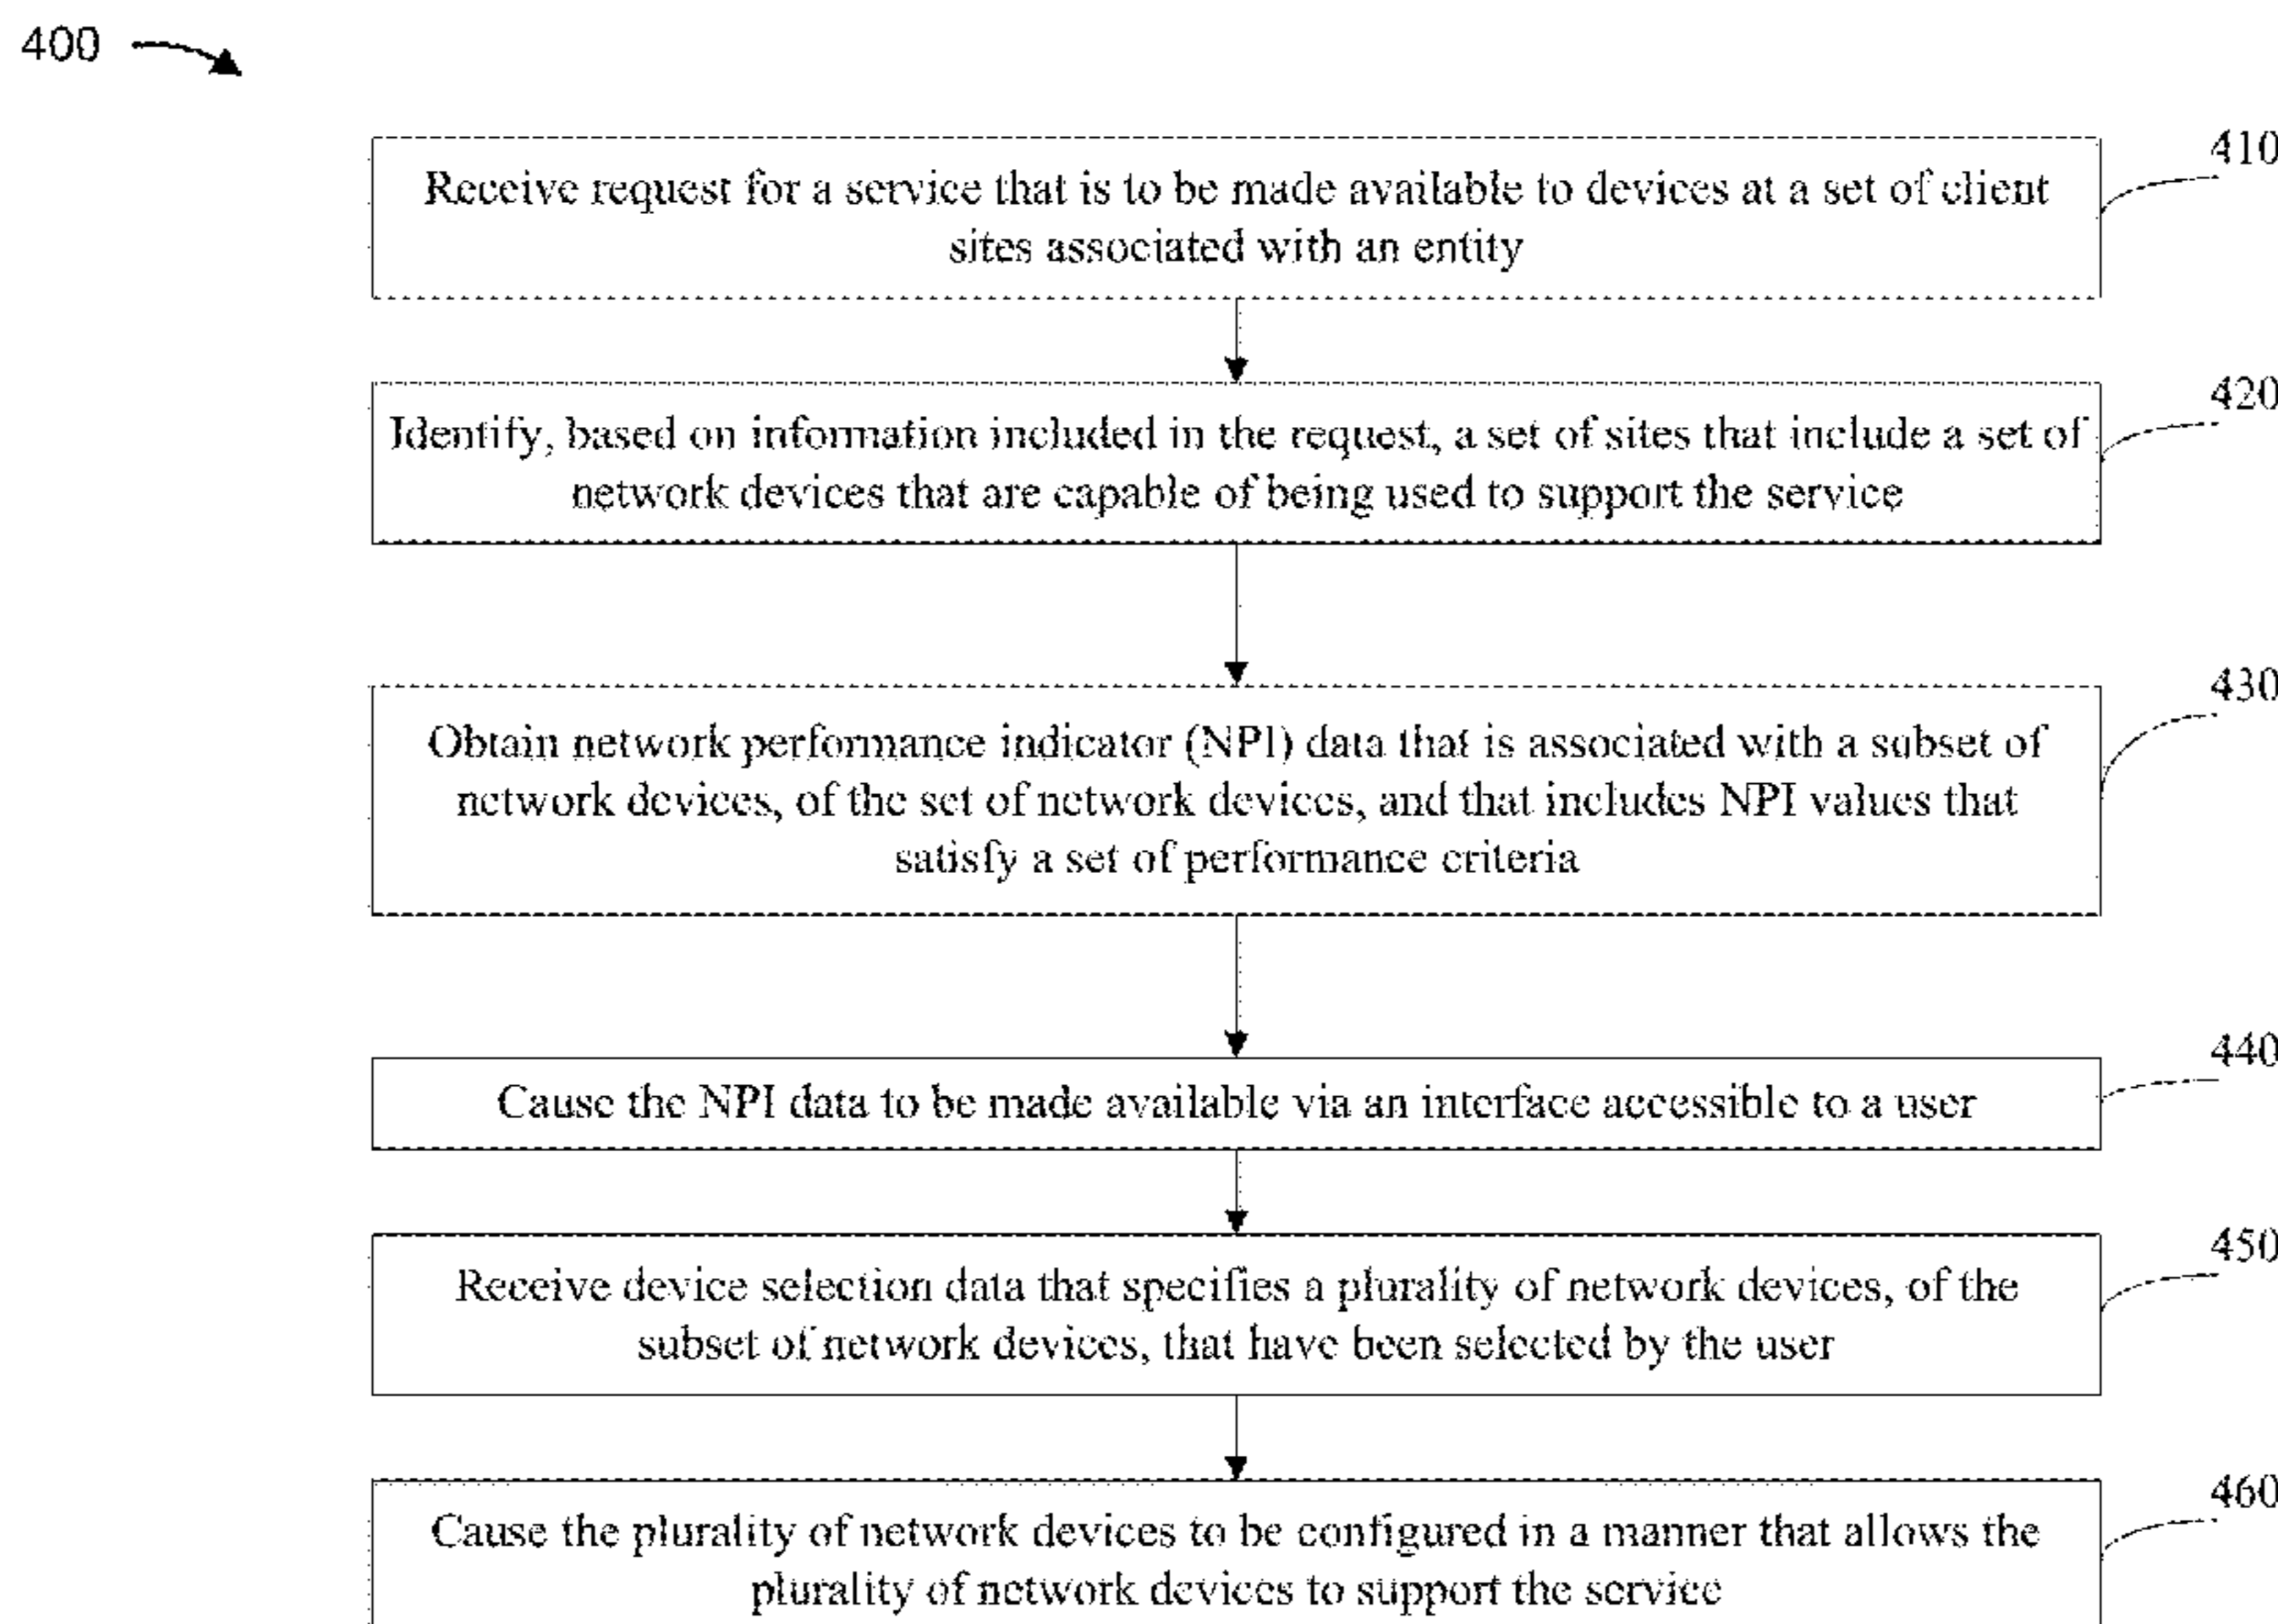 400
410
Receive request for a service that is to be made available to devices at a set of client
sites associated with an entity
420
Identify, based on information included in the request, a set of sites that include a set of
network devices that are capable of being used to support the service
430
Obtain network performance indicator (NPI) data that is associated with a subset of
network devices, of the set of network devices, and that includes NPI values that
satisfy a set of performance criteria
440
Cause the NPI data to be made available via an interface accessible to a user
450
Receive device selection data that specifies a plurality of network devices, of the
subset of network devices, that have been selected by the user
460
Cause the plurality of network devices to be configured in a manner that allows the
plurality of network devices to support the service